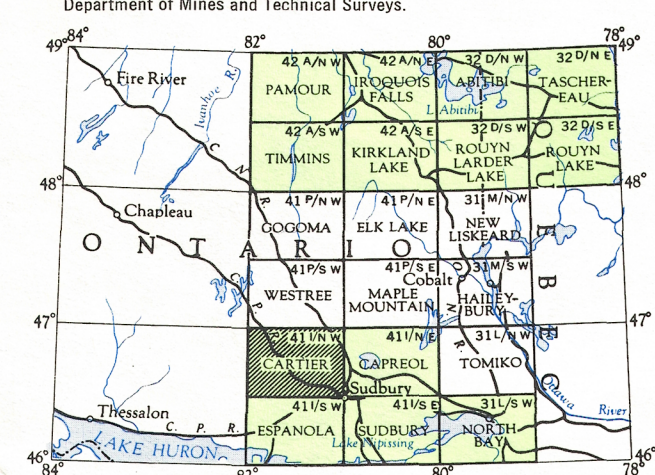 Department of Mines and Technical Surveys.
49° 84° 82° 80° 78° 49°
42 A/N W 42 A/N E 32 D/N W 32 D/N E
Fire River
PAMOUR IROQUOIS FALLS ABITIBI TASCHER-EAU
Ivanhoe R.
L. Abitibi
42 A/S W 42 A/S E 32 D/S W 32 D/S E
TIMMINS KIRKLAND LAKE ROUYN LARDER LAKE ROUYN LAKE
C. N. R.
48° 48°
41 P/N W 41 P/N E 31 M/N W
Chapleau
GOGOMA ELK LAKE NEW LISKEARD
ONTARIO QUEBEC
41 P/S W 41 P/S E 31 M/S W
Cobalt
WESTREE MAPLE MOUNTAIN HAILEY-BURY
C. P. R.
O. N. R.
47° 47°
41 I/N W 41 I/N E 31 L/N W
CARTIER CAPREOL TOMIKO
Sudbury
Ottawa River
41 I/S W 41 I/S E 31 L/S W
Thessalon
C. P. R.
ESPANOLA SUDBURY NORTH BAY
LAKE HURON Lake Nipissing
46° 84° 82° 80° 78° 46°